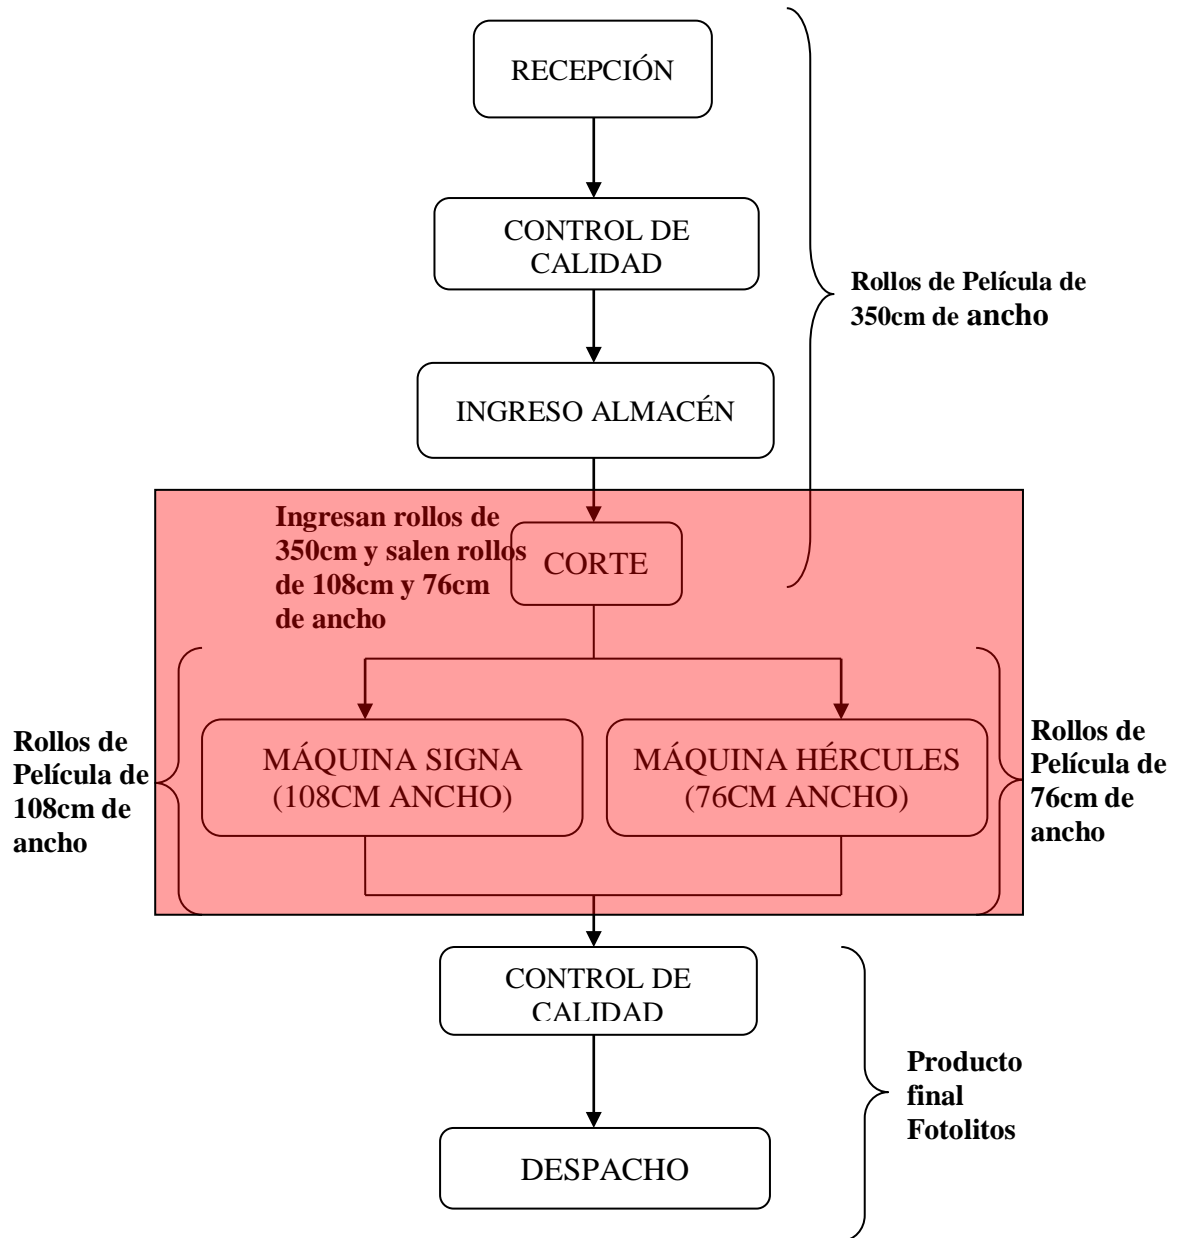 RECEPCIÓN
CONTROL DE
CALIDAD
Rollos de Película de
350cm de ancho
INGRESO ALMACÉN
Ingresan rollos de
350cm y salen rollos
de 108cm y 76cm
de ancho
CORTE
Rollos de
Película de
108cm de
ancho
MÁQUINA SIGNA
(108CM ANCHO)
MÁQUINA HÉRCULES
(76CM ANCHO)
Rollos de
Película de
76cm de
ancho
CONTROL DE
CALIDAD
Producto
final
Fotolitos
DESPACHO